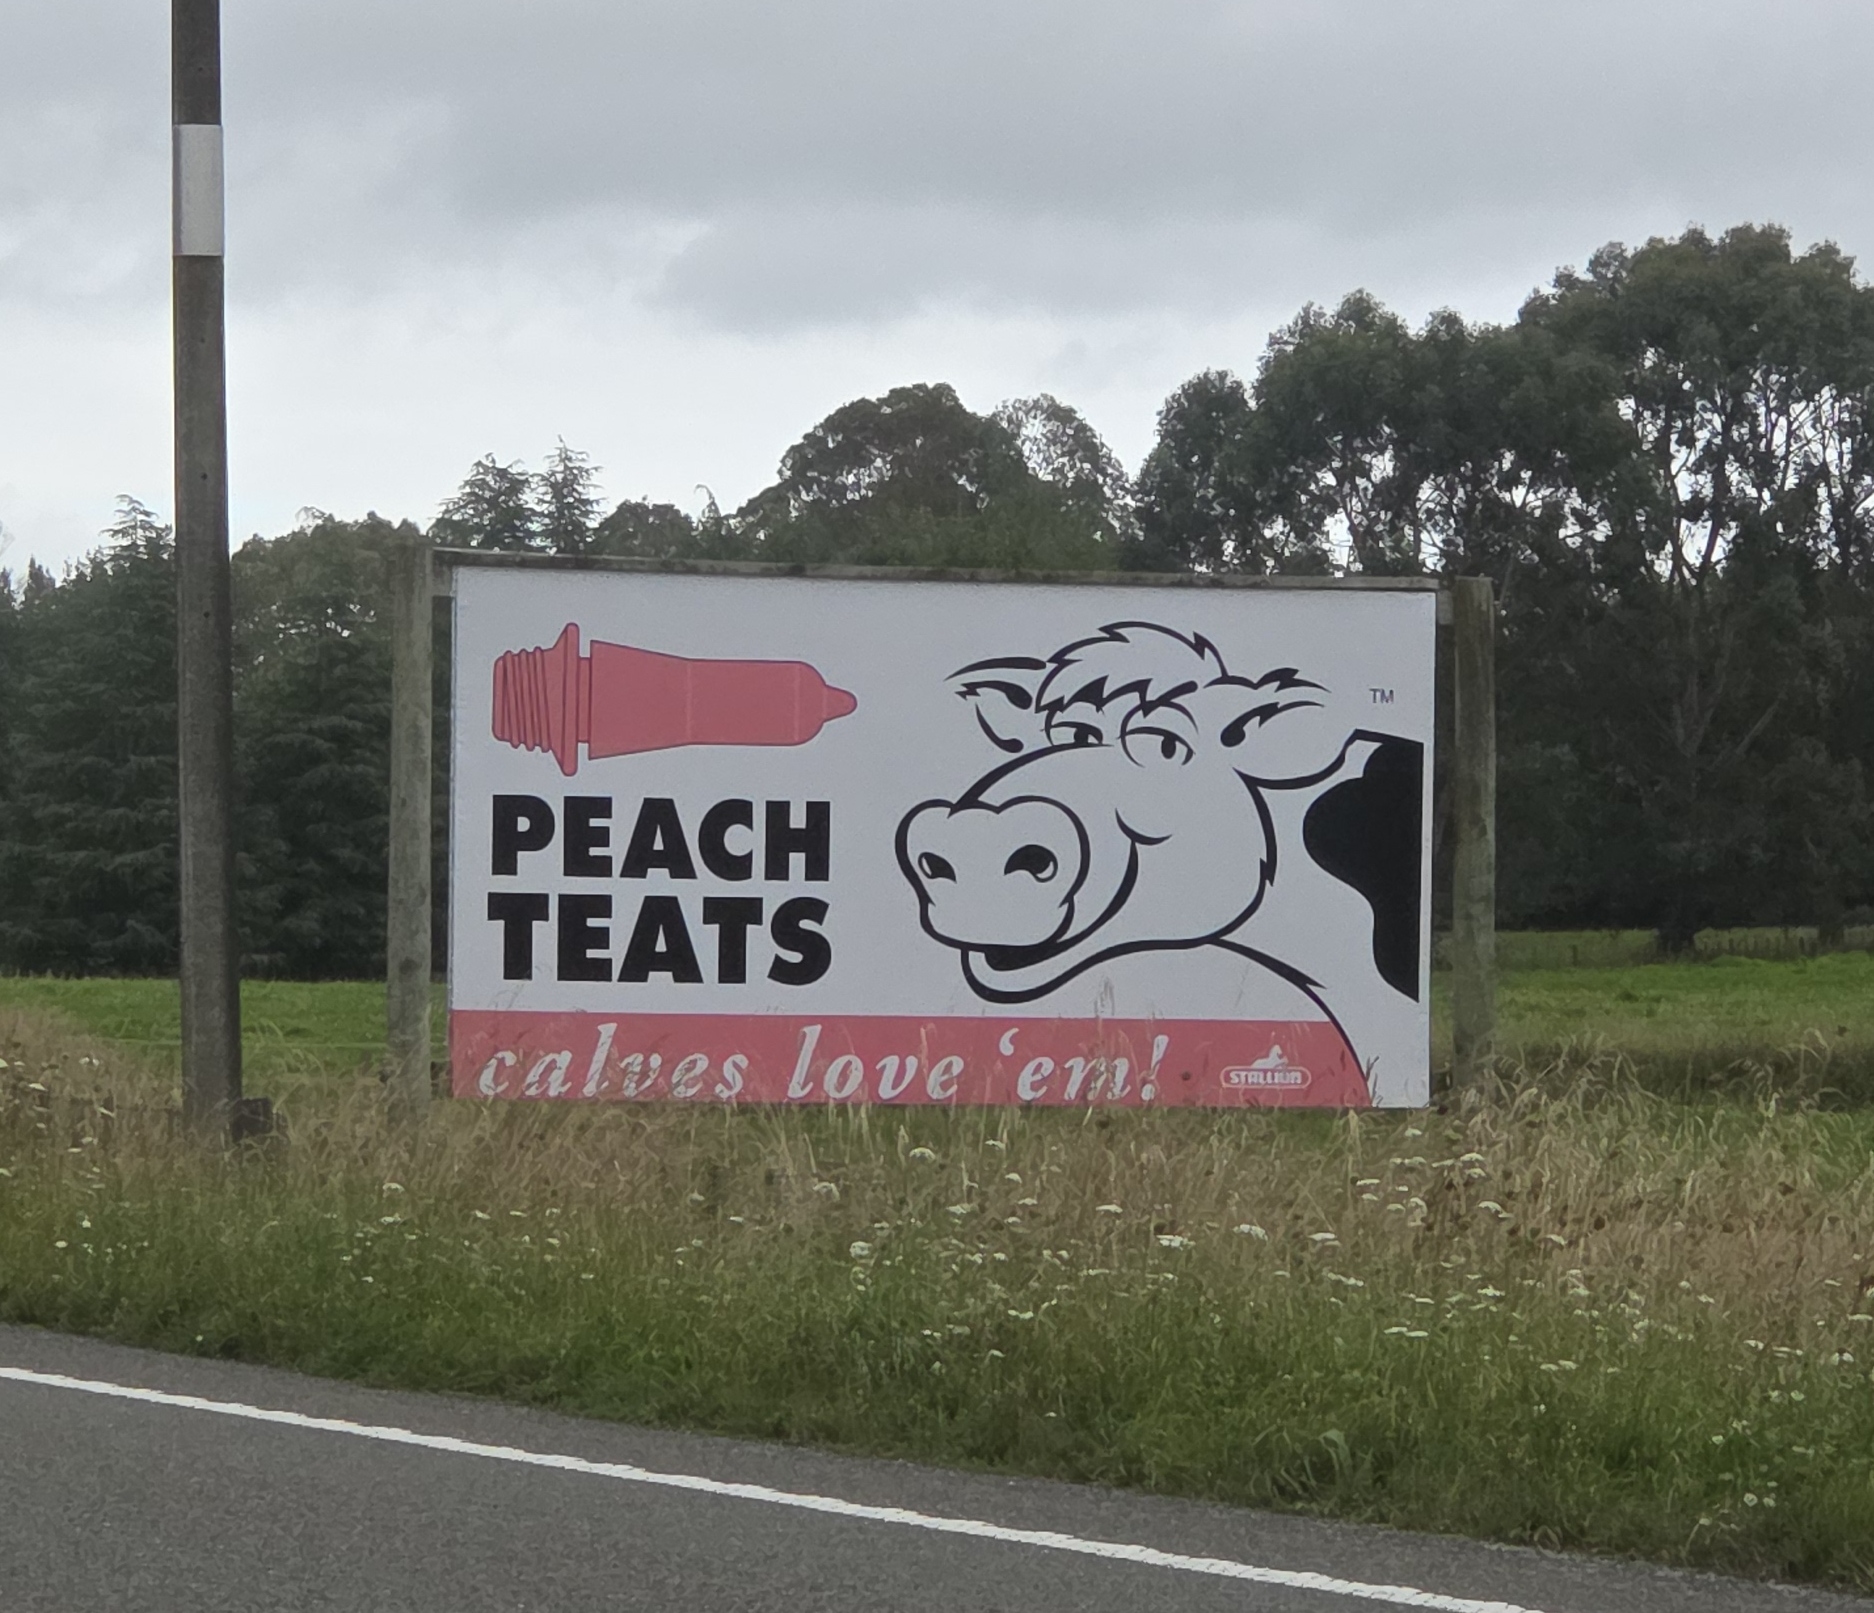 PEACH
TEATS
TM
calves love ‘em!
STALLION